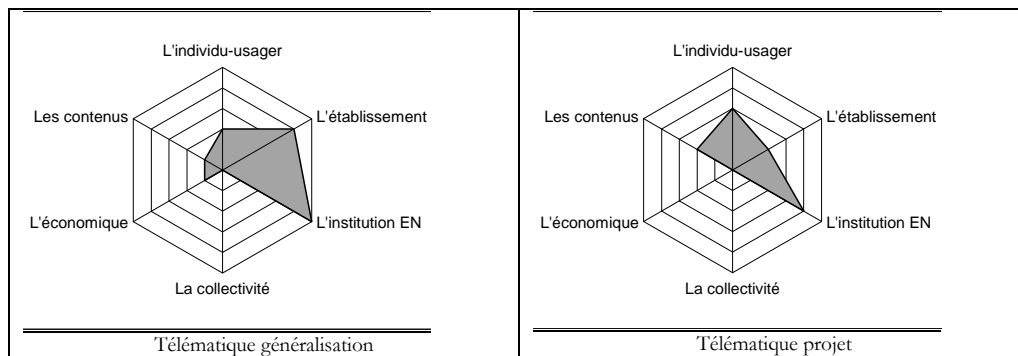 L'individu-usager
Les contenus
L'établissement
L'économique
L'institution EN
La collectivité
Télématique généralisation
L'individu-usager
Les contenus
L'établissement
L'économique
L'institution EN
La collectivité
Télématique projet